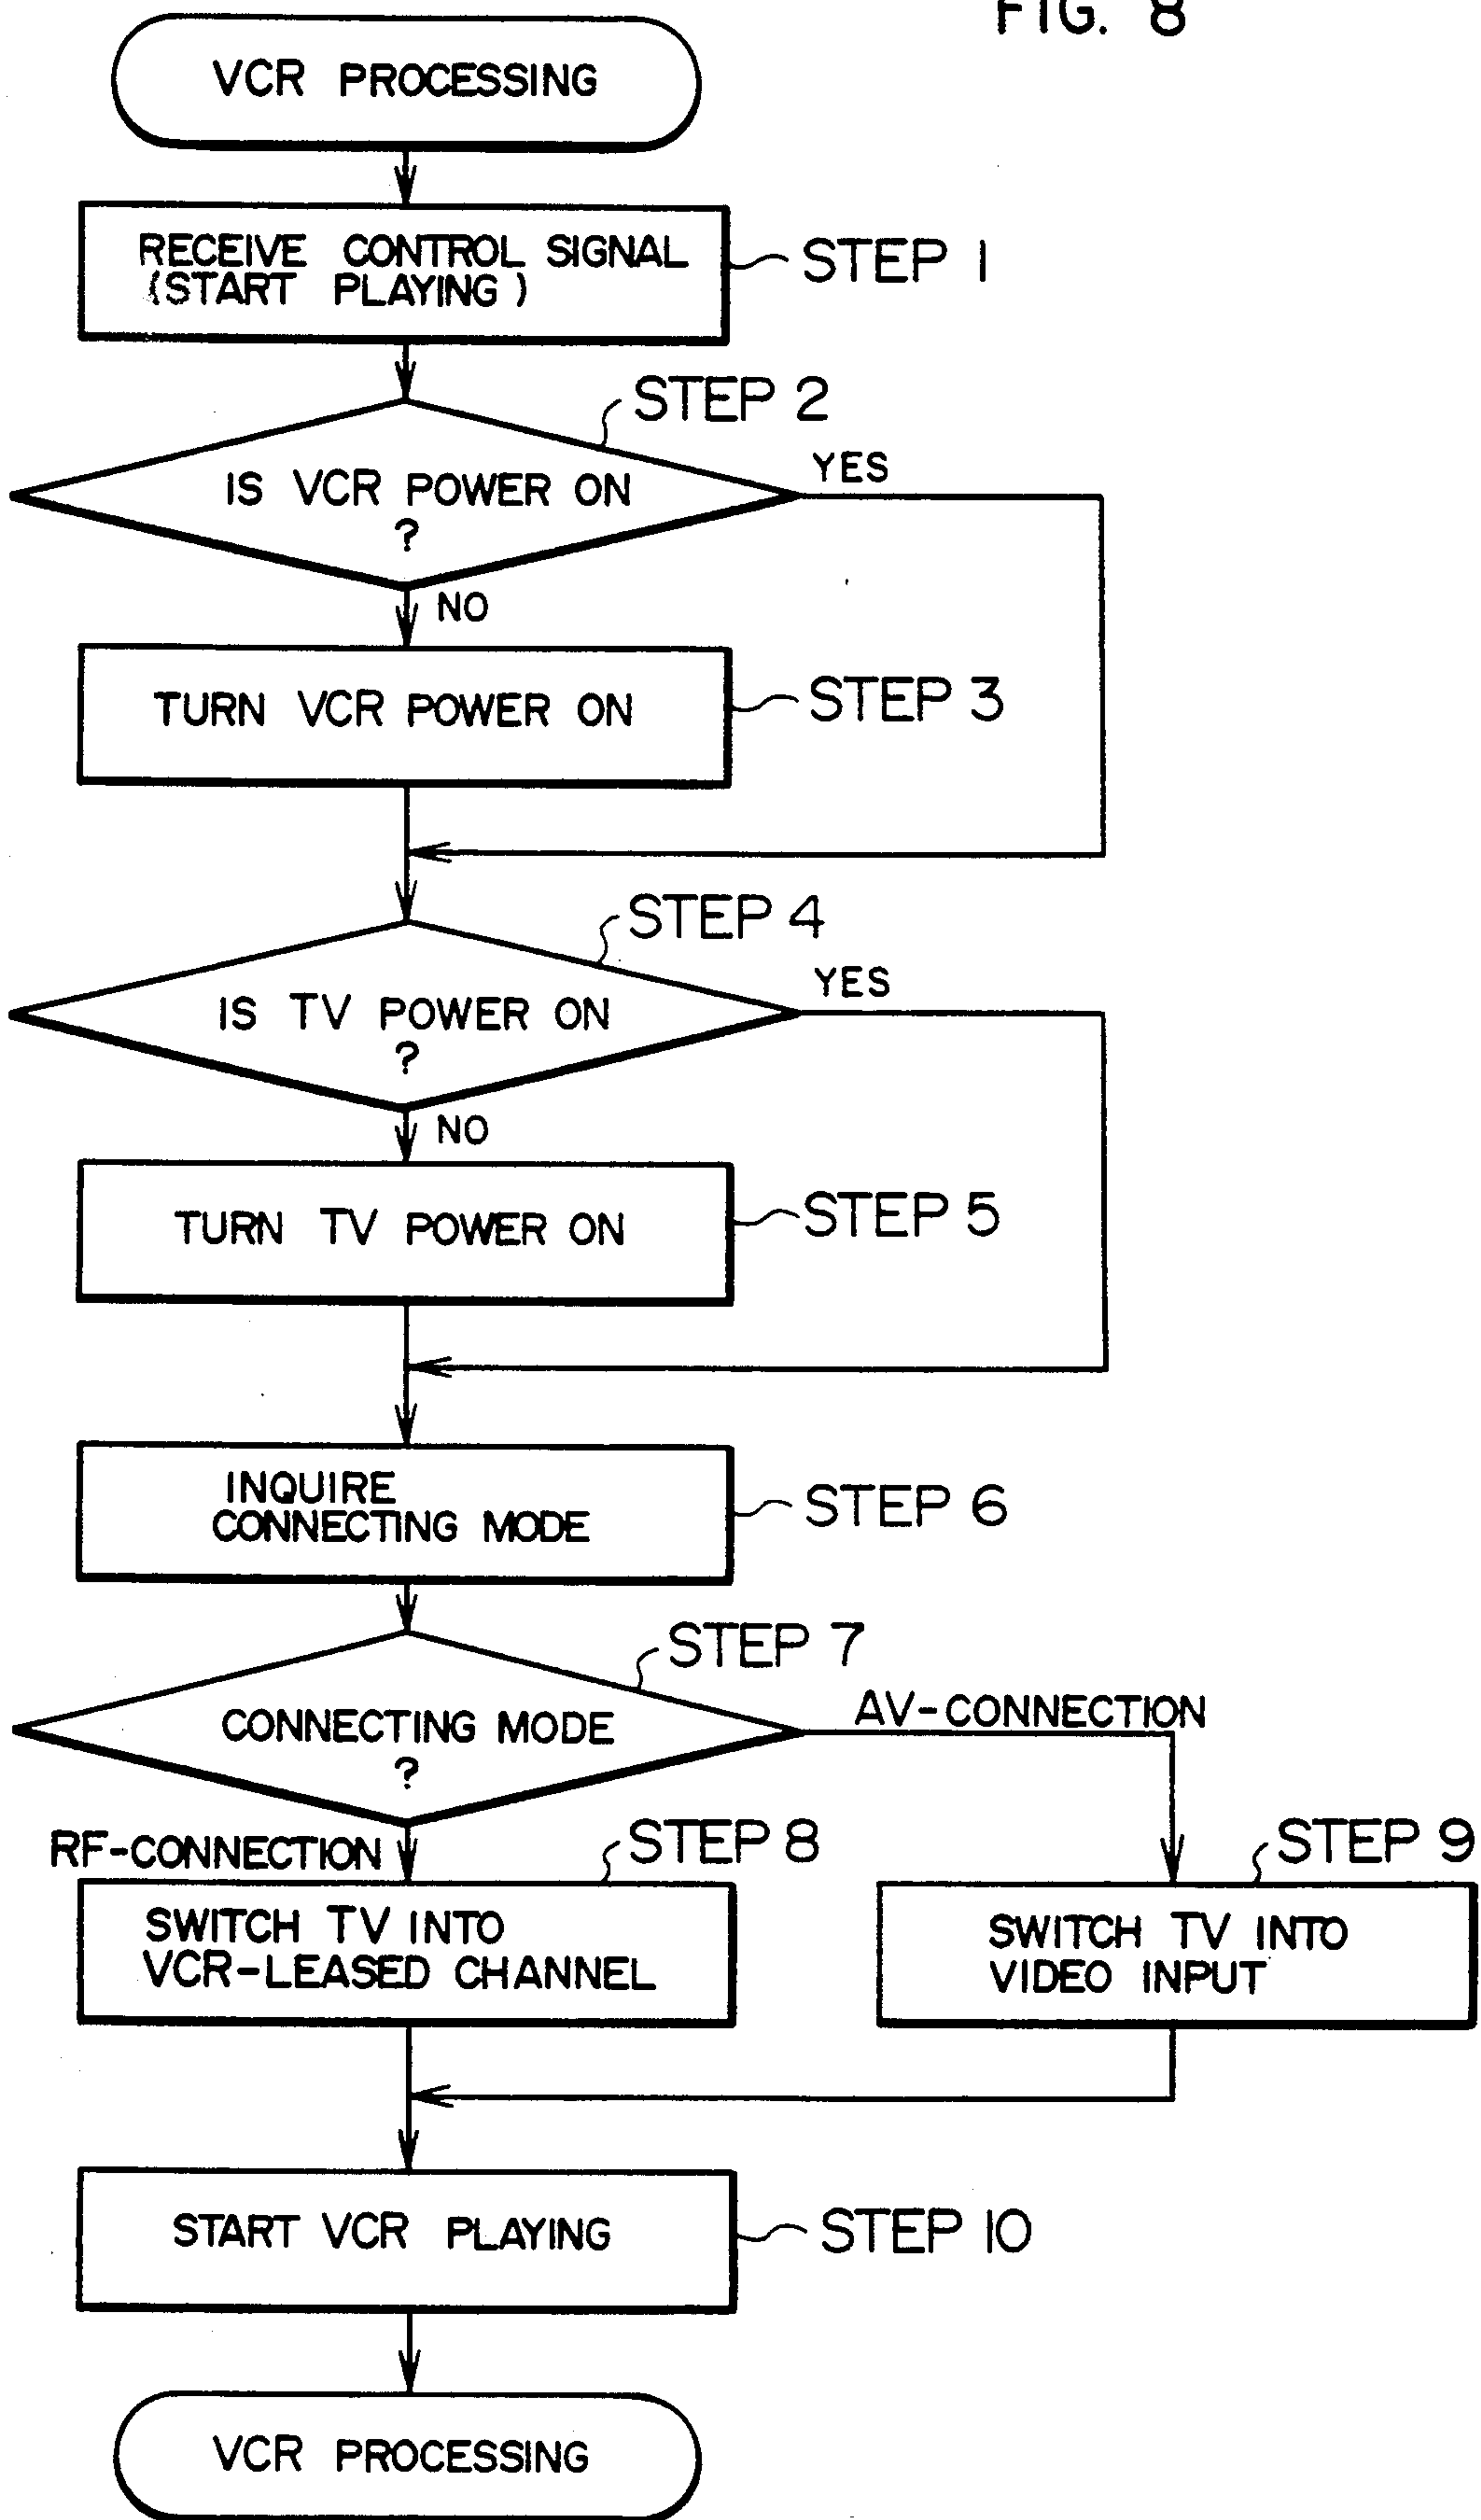 FIG. 8
VCR PROCESSING
RECEIVE CONTROL SIGNAL
(START PLAYING)
STEP 1
STEP 2
IS VCR POWER ON
?
YES
NO
TURN VCR POWER ON
STEP 3
STEP 4
IS TV POWER ON
?
YES
NO
TURN TV POWER ON
STEP 5
INQUIRE
CONNECTING MODE
STEP 6
STEP 7
CONNECTING MODE
?
AV-CONNECTION
RF-CONNECTION
STEP 8
STEP 9
SWITCH TV INTO
VCR-LEASED CHANNEL
SWITCH TV INTO
VIDEO INPUT
START VCR PLAYING
STEP 10
VCR PROCESSING